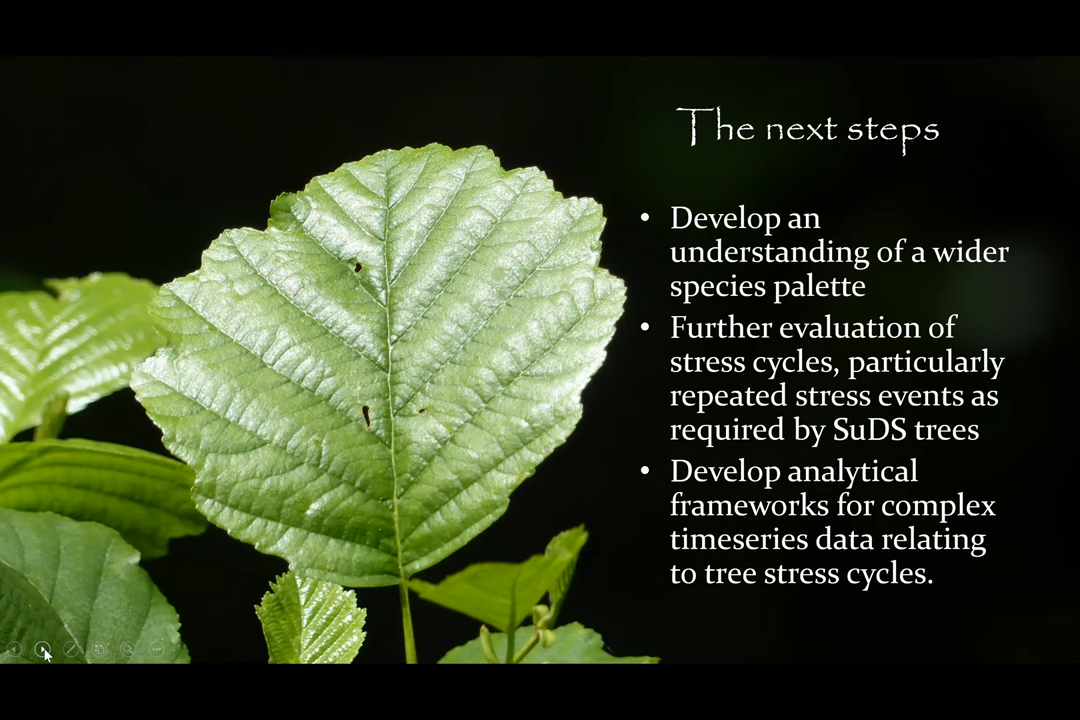 The next steps
• Develop an
understanding of a wider
species palette
• Further evaluation of
stress cycles, particularly
repeated stress events as
required by SuDS trees
• Develop analytical
frameworks for complex
timeseries data relating
to tree stress cycles.